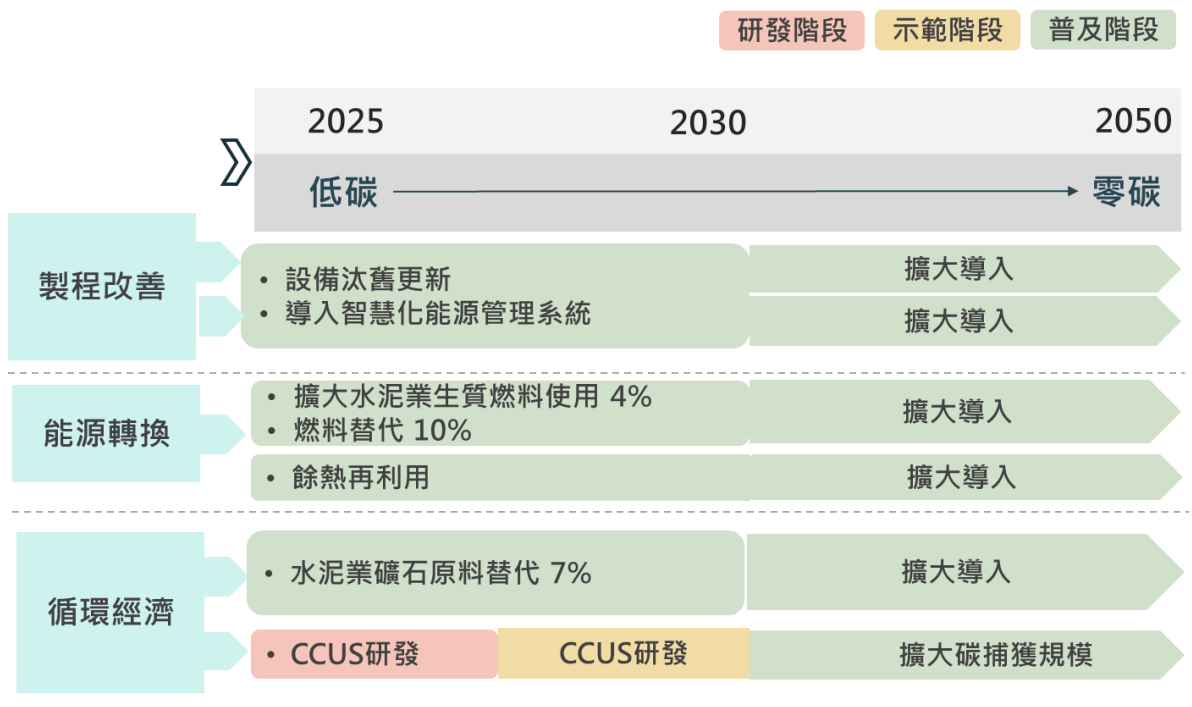 研發階段
示範階段
普及階段
2025
2030
2050
低碳
零碳
製程改善
• 設備汰舊更新
• 導入智慧化能源管理系統
擴大導入
擴大導入
能源轉換
• 擴大水泥業生質燃料使用 4%
• 燃料替代 10%
擴大導入
• 餘熱再利用
擴大導入
循環經濟
• 水泥業礦石原料替代 7%
擴大導入
• CCUS研發
CCUS研發
擴大碳捕獲規模